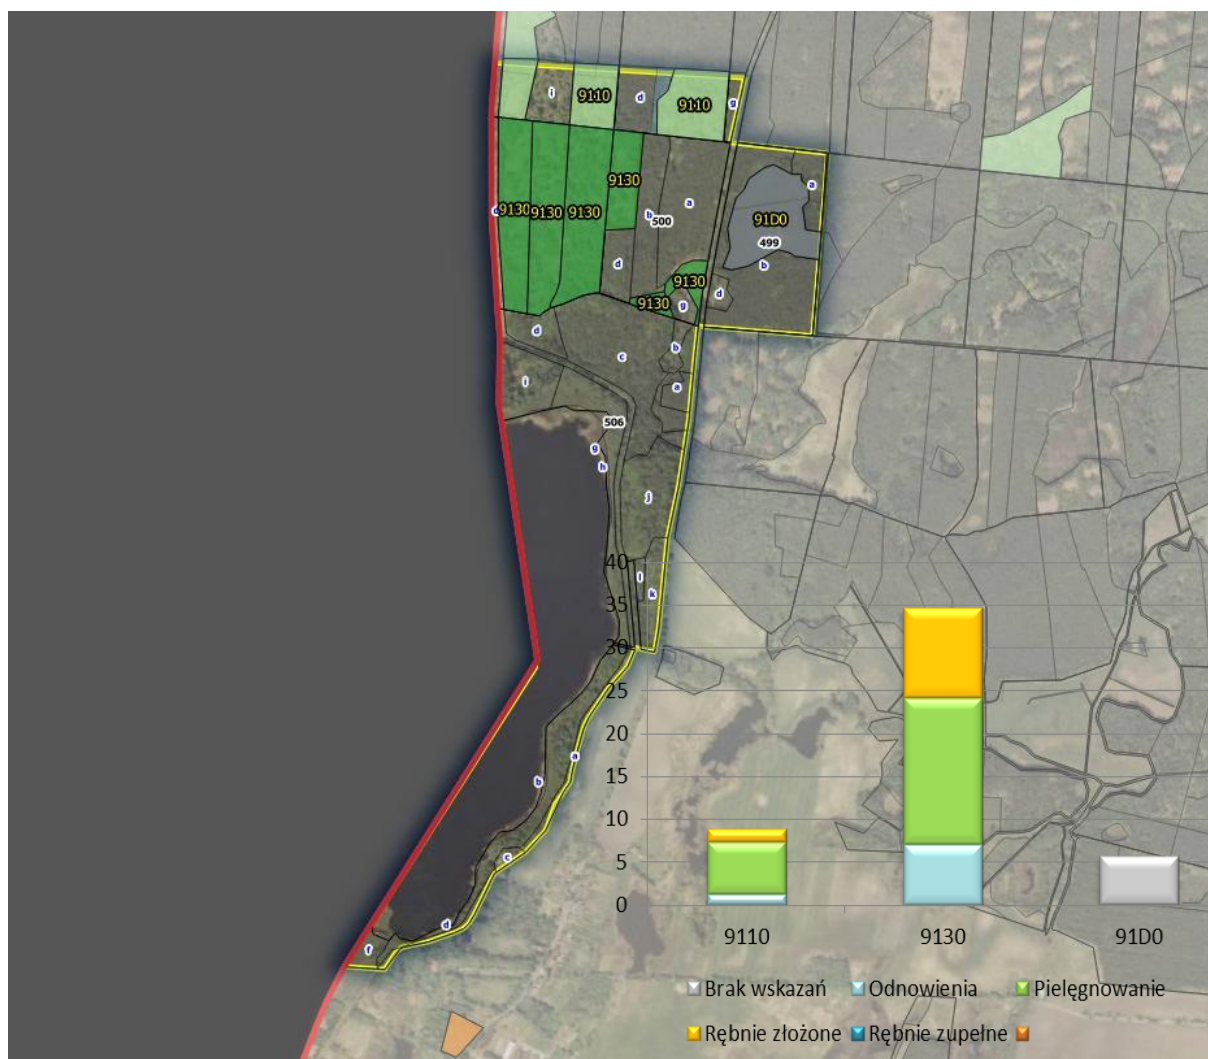 i
9110
d
9110
g
9130
a
c
9130
9130
9130
b
500
a
91D0
499
d
b
9130
d
9130
g
d
c
b
i
a
506
g
h
j
40
l
k
35
30
25
20
a
15
b
10
c
5
0
d
9110
9130
91D0
f
Brak wskazań
Odnowienia
Pielęgnowanie
Rębnie złożone
Rębnie zupełne